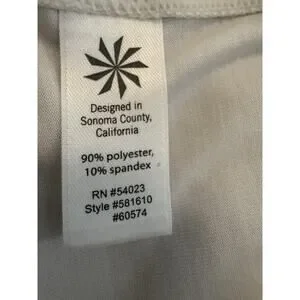 Designed in
Sonoma County,
California
90% polyester,
10% spandex
RN #54023
Style #581610
#60574